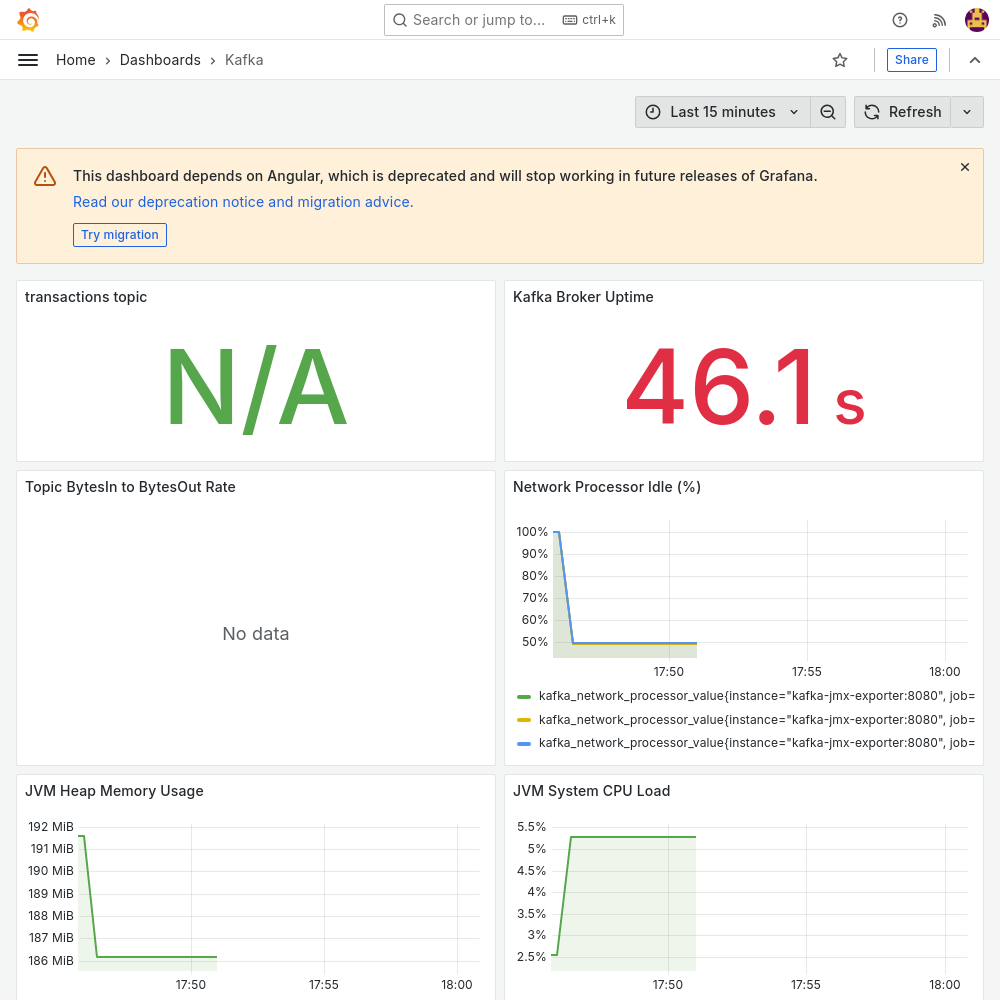 Search or jump to...
ctrl+k
Home › Dashboards › Kafka
Share
Last 15 minutes
Refresh
This dashboard depends on Angular, which is deprecated and will stop working in future releases of Grafana.
Read our deprecation notice and migration advice.
Try migration
transactions topic
N/A
Kafka Broker Uptime
46.1 s
Topic BytesIn to BytesOut Rate
No data
Network Processor Idle (%)
100%
90%
80%
70%
60%
50%
17:50 17:55 18:00
kafka_network_processor_value{instance="kafka-jmx-exporter:8080", job=
kafka_network_processor_value{instance="kafka-jmx-exporter:8080", job=
kafka_network_processor_value{instance="kafka-jmx-exporter:8080", job=
JVM Heap Memory Usage
192 MiB
191 MiB
190 MiB
189 MiB
188 MiB
187 MiB
186 MiB
17:50 17:55 18:00
JVM System CPU Load
5.5%
5%
4.5%
4%
3.5%
3%
2.5%
17:50 17:55 18:00